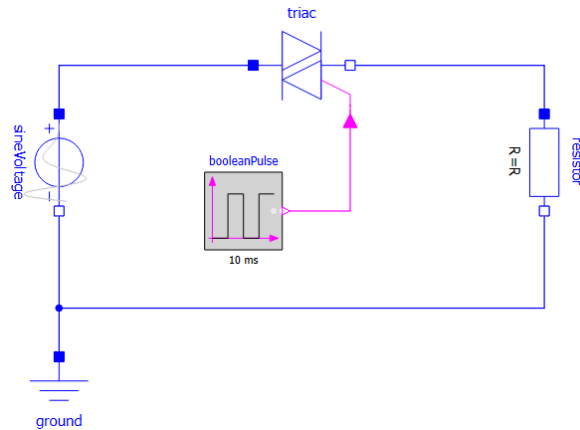 triac
sineVoltage
+
−
booleanPulse
10 ms
R=R
resistor
ground